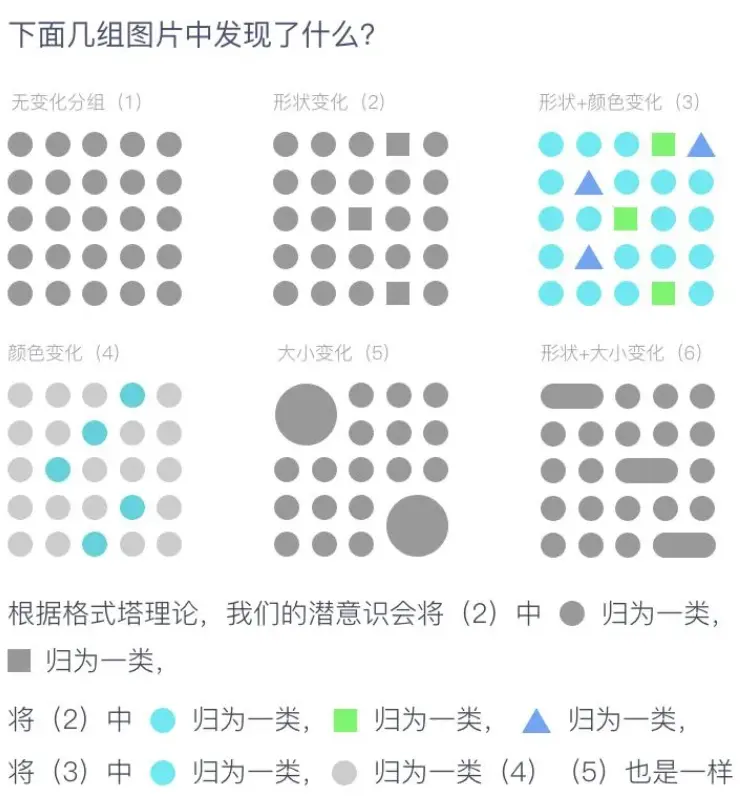 下面几组图片中发现了什么?
无变化分组（1） 形状变化（2） 形状+颜色变化（3）
颜色变化（4） 大小变化（5） 形状+大小变化（6）
根据格式塔理论，我们的潜意识会将（2）中 归为一类，
归为一类，
将（2）中 归为一类， 归为一类， 归为一类，
将（3）中 归为一类， 归为一类（4）（5）也是一样